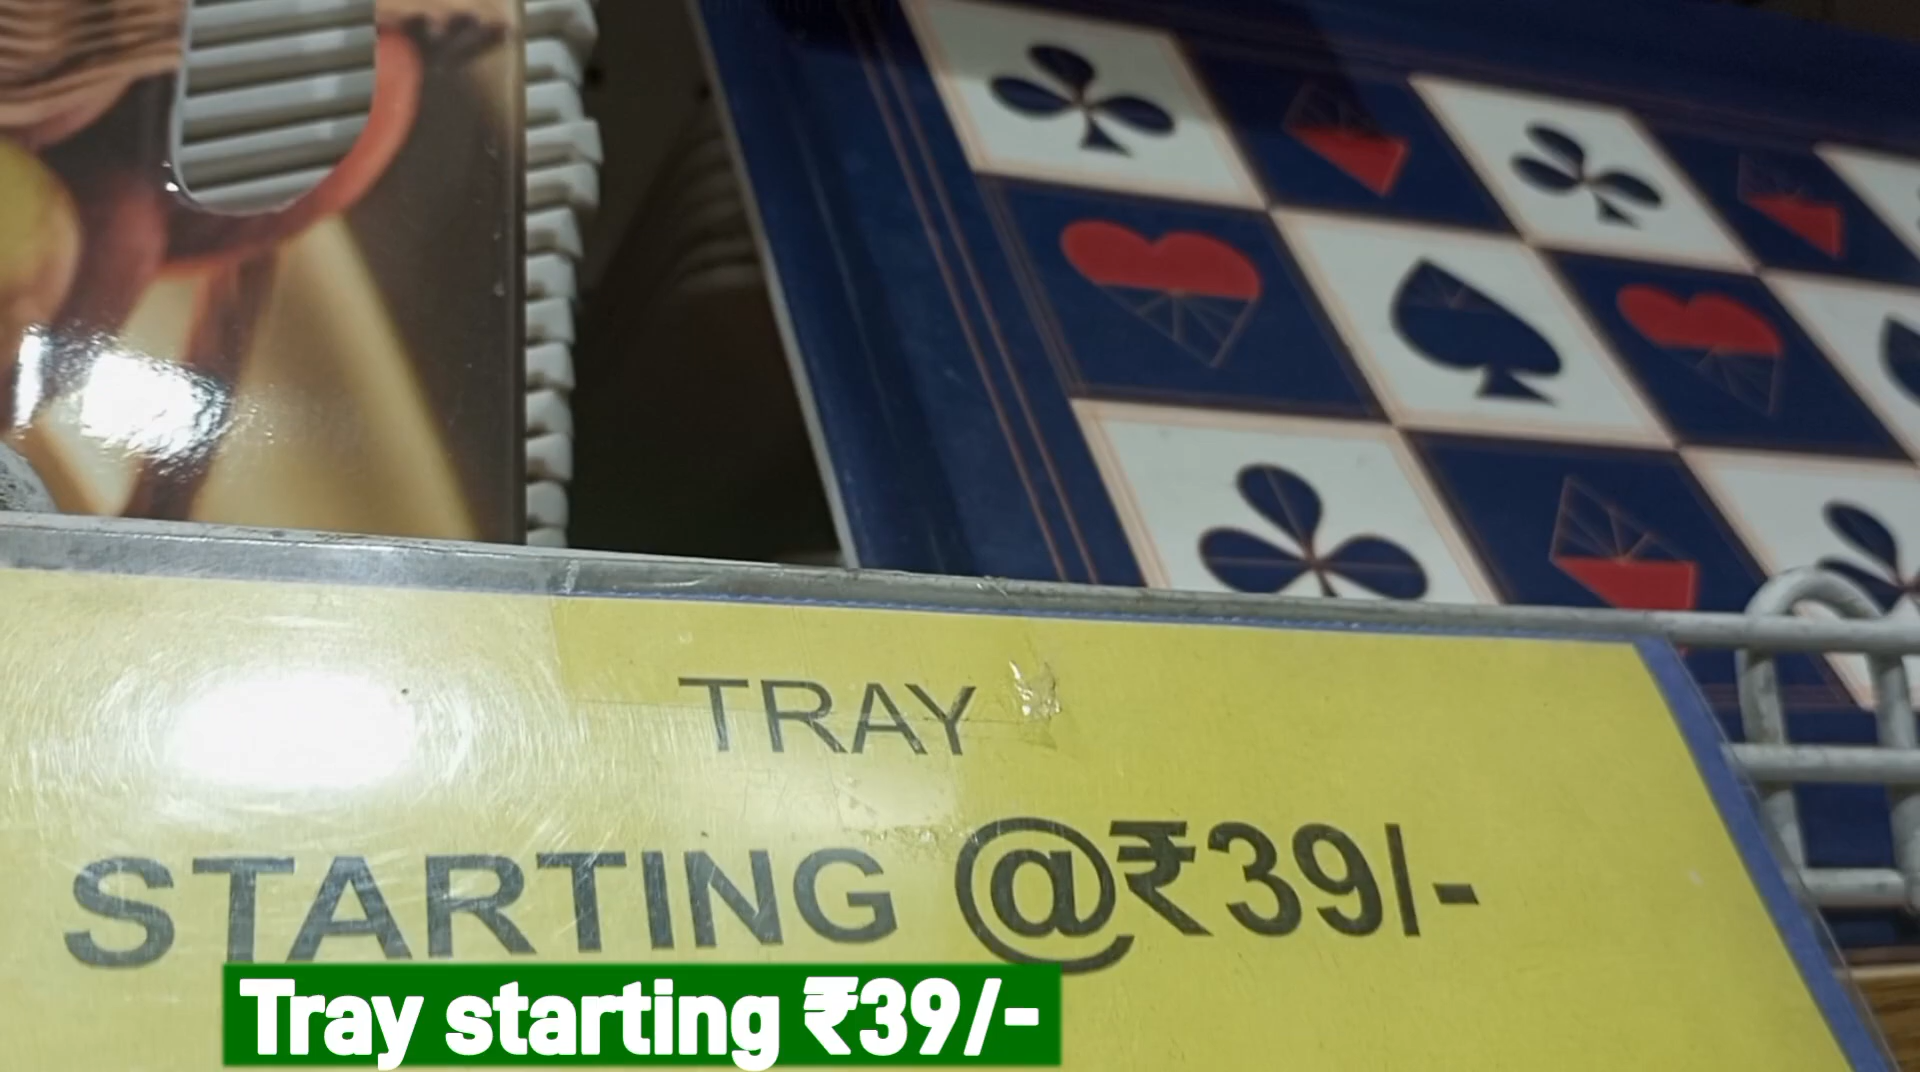 TRAY
STARTING @₹39/-
Tray starting ₹39/-